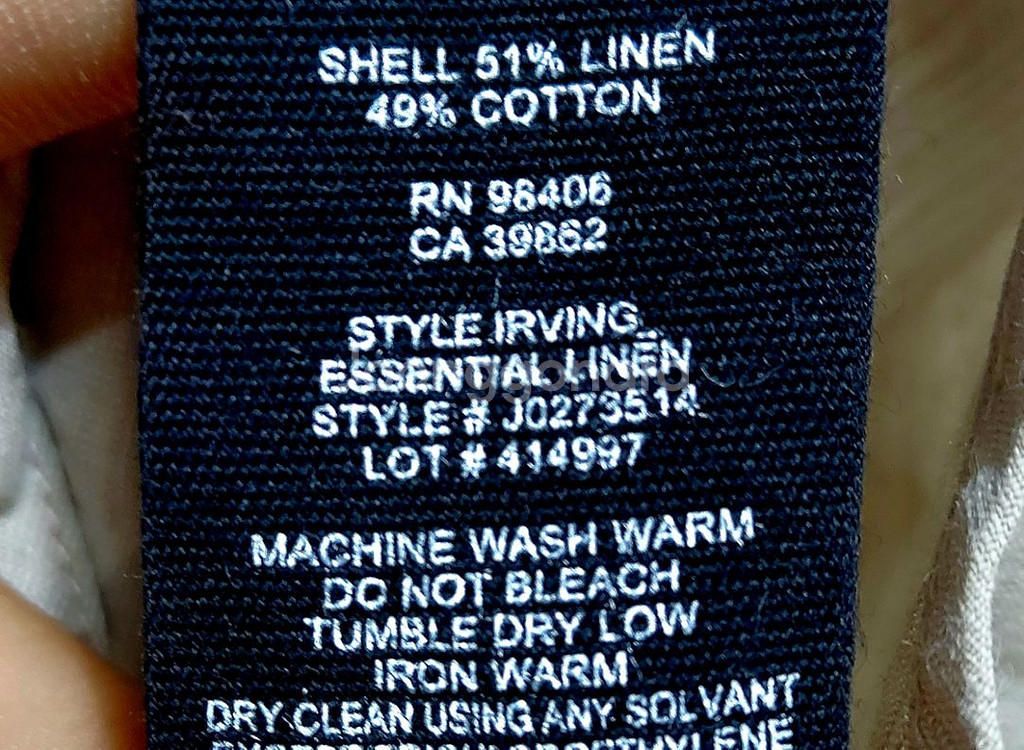 SHELL 51% LINEN
49% COTTON
RN 98406
CA 39862
STYLE IRVING
ESSENTIAL LINEN
STYLE # J0273514
LOT # 414997
MACHINE WASH WARM
DO NOT BLEACH
TUMBLE DRY LOW
IRON WARM
DRY CLEAN USING ANY SOLVANT